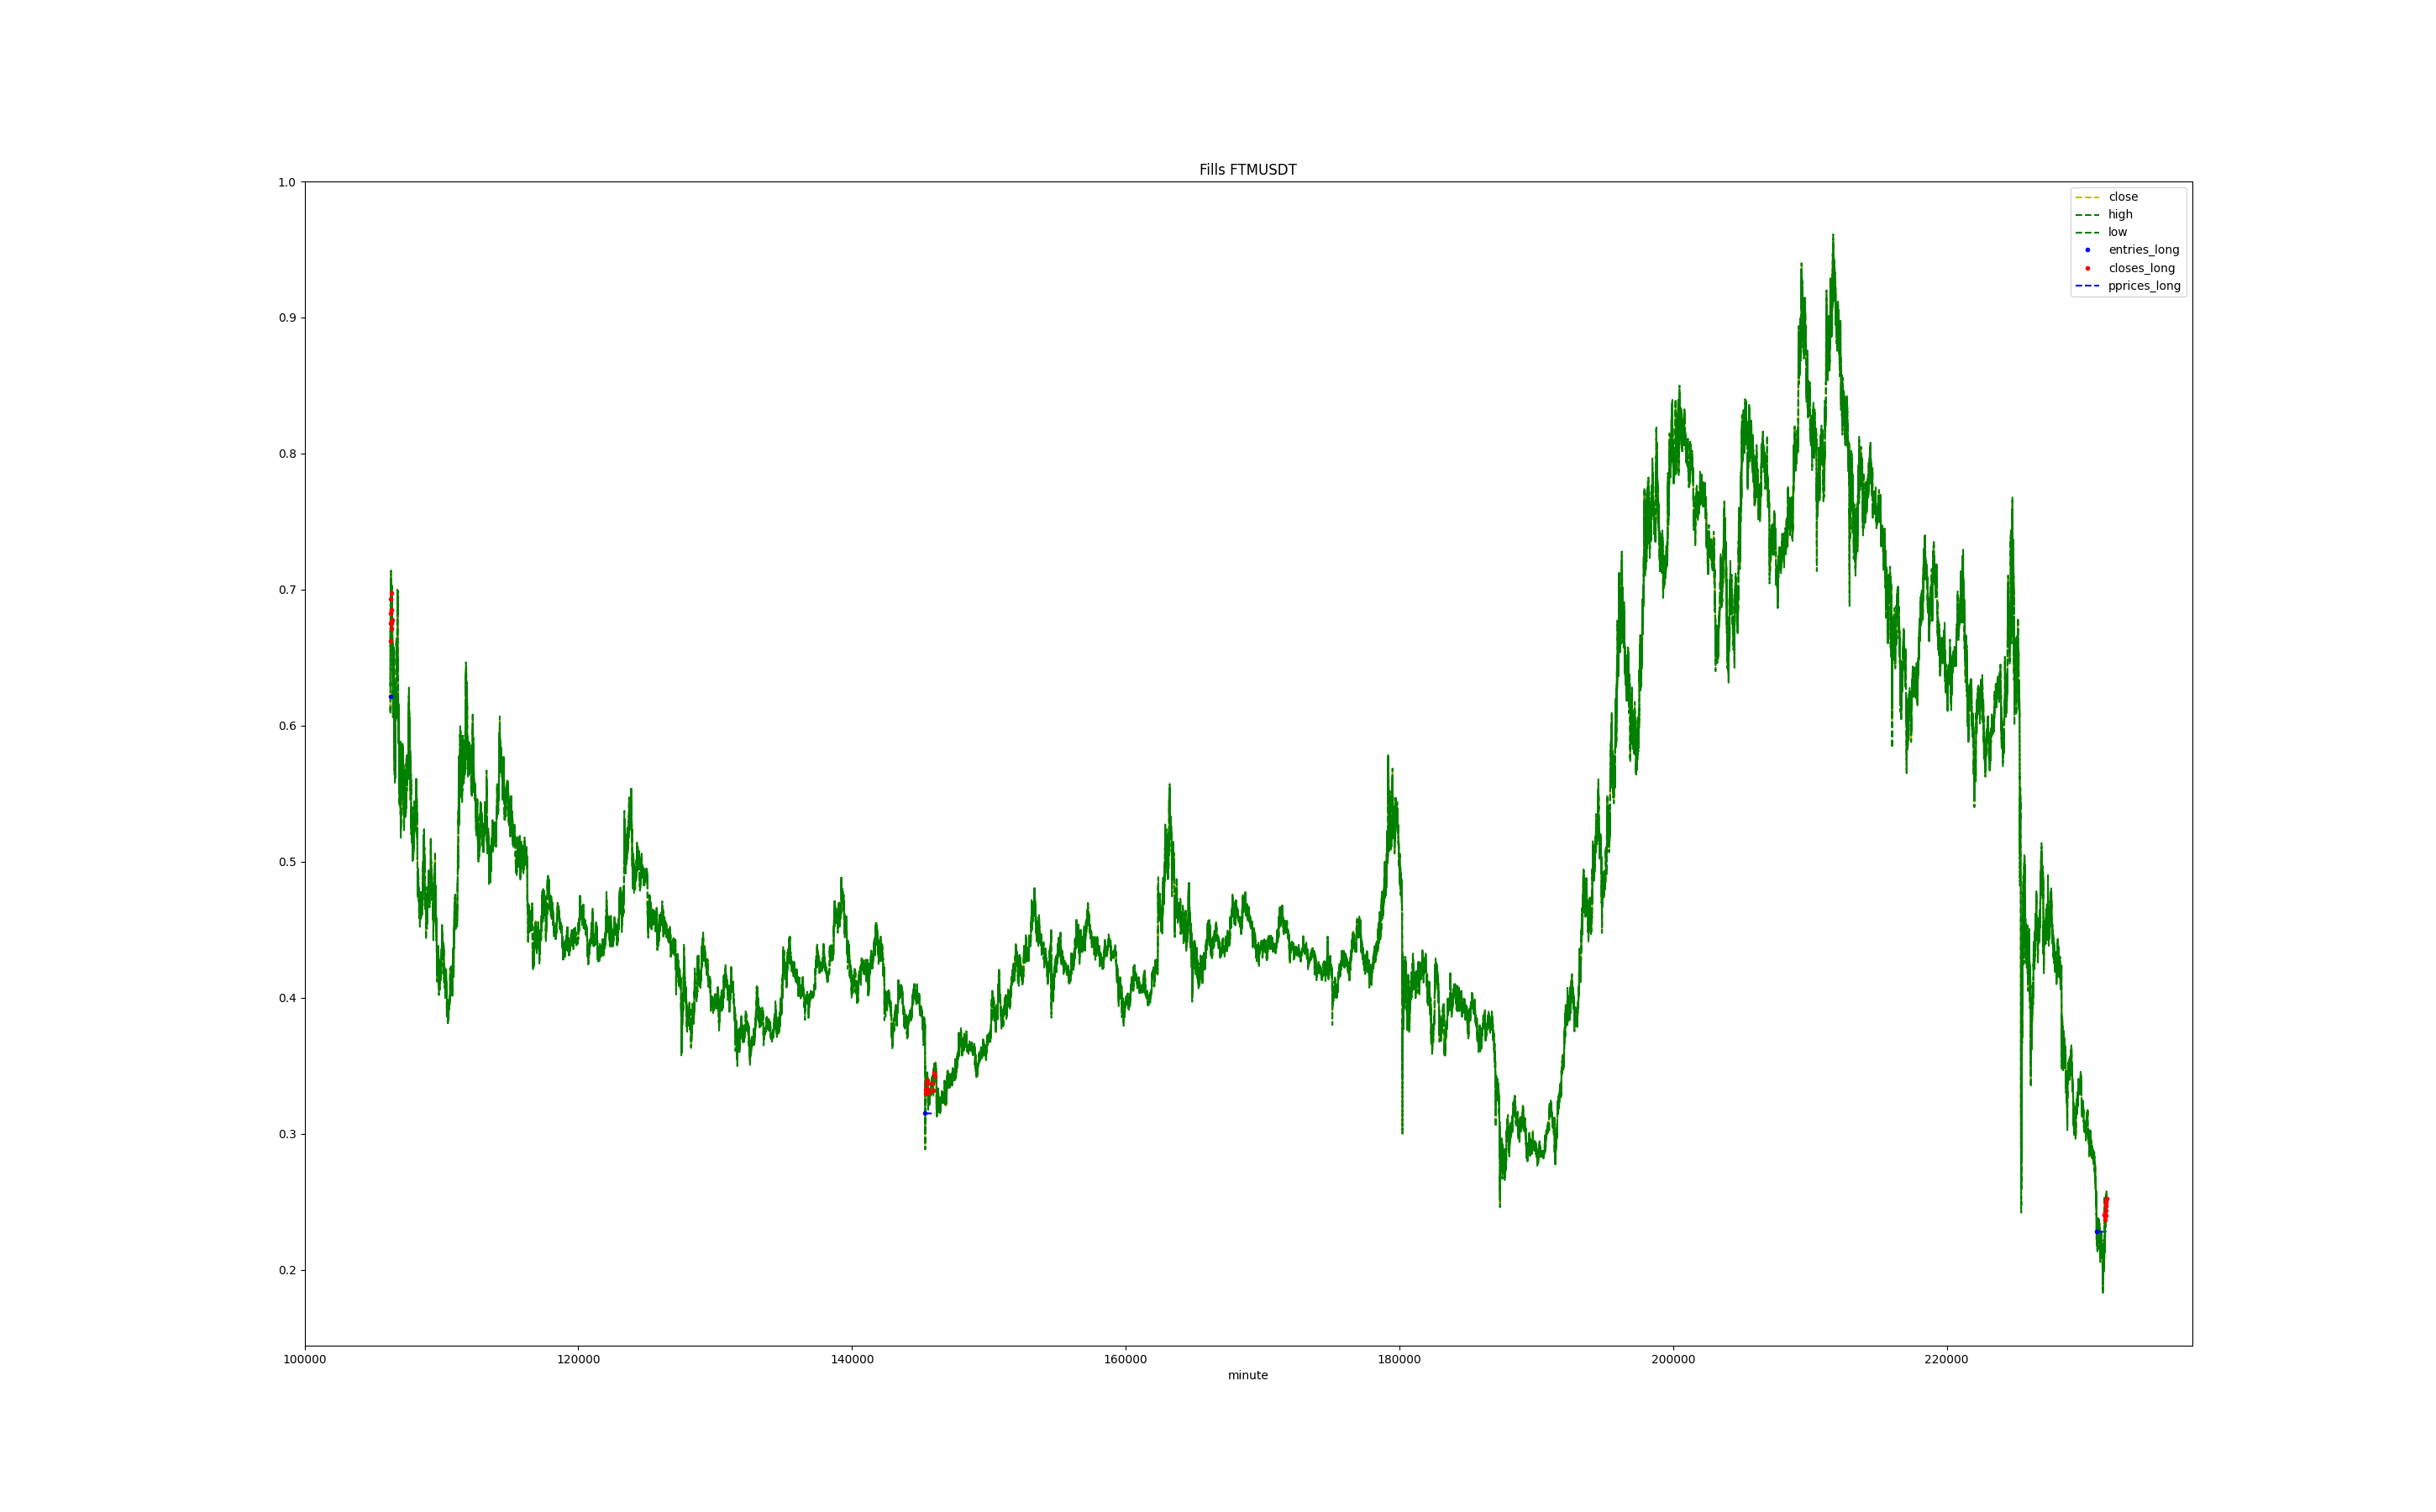 Fills FTMUSDT
1.0
0.9
0.8
0.7
0.6
0.5
0.4
0.3
0.2
close
high
low
entries_long
closes_long
pprices_long
100000 120000 140000 160000 180000 200000 220000
minute